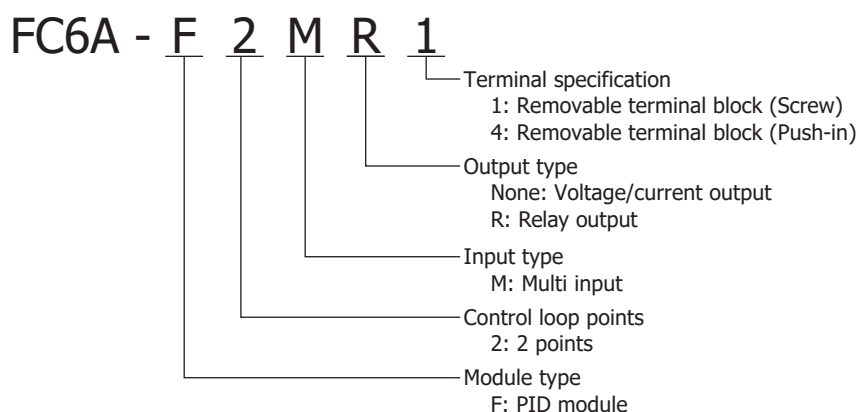 FC6A - F 2 M R 1
Terminal specification
1: Removable terminal block (Screw)
4: Removable terminal block (Push-in)
Output type
None: Voltage/current output
R: Relay output
Input type
M: Multi input
Control loop points
2: 2 points
Module type
F: PID module